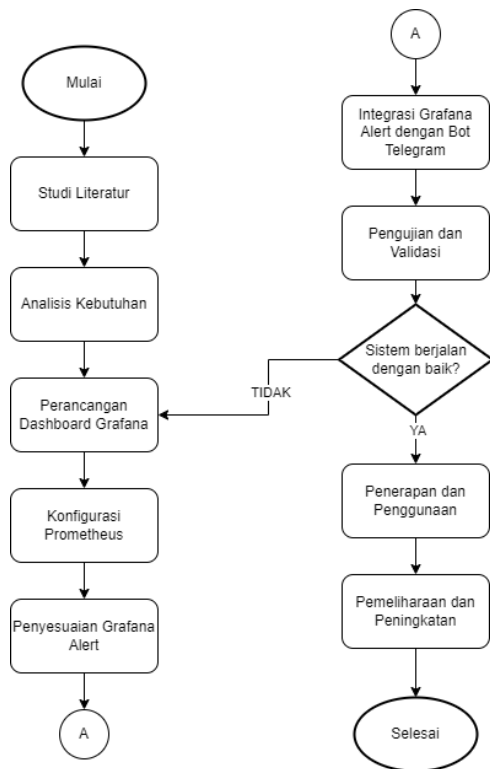 Mulai
Studi Literatur
Analisis Kebutuhan
Perancangan
Dashboard Grafana
Konfigurasi
Prometheus
Penyesuaian Grafana
Alert
A
A
Integrasi Grafana
Alert dengan Bot
Telegram
Pengujian dan
Validasi
Sistem berjalan
dengan baik?
TIDAK
YA
Penerapan dan
Penggunaan
Pemeliharaan dan
Peningkatan
Selesai